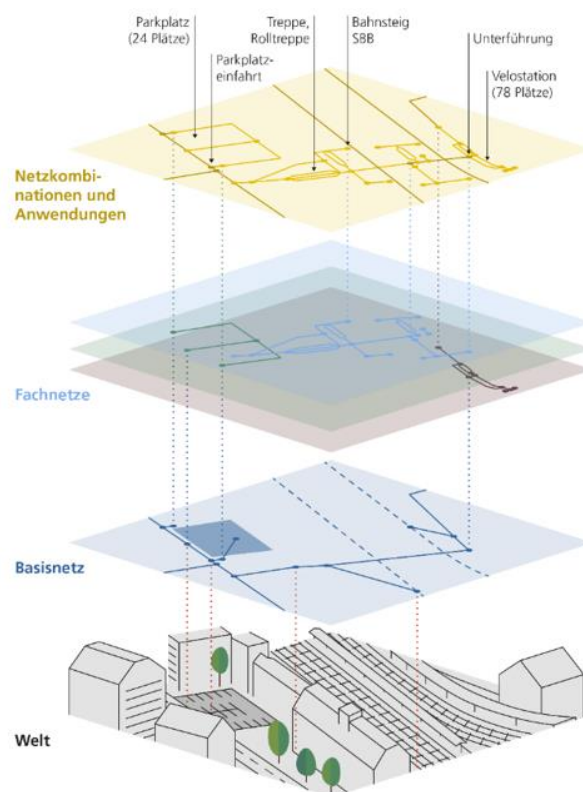 Parkplatz
(24 Plätze)
Treppe,
Rolltreppe
Bahnsteig
SBB
Unterführung
Parkplatz-
einfahrt
Velostation
(78 Plätze)
Netzkombi-
nationen und
Anwendungen
Fachnetze
Basisnetz
Welt